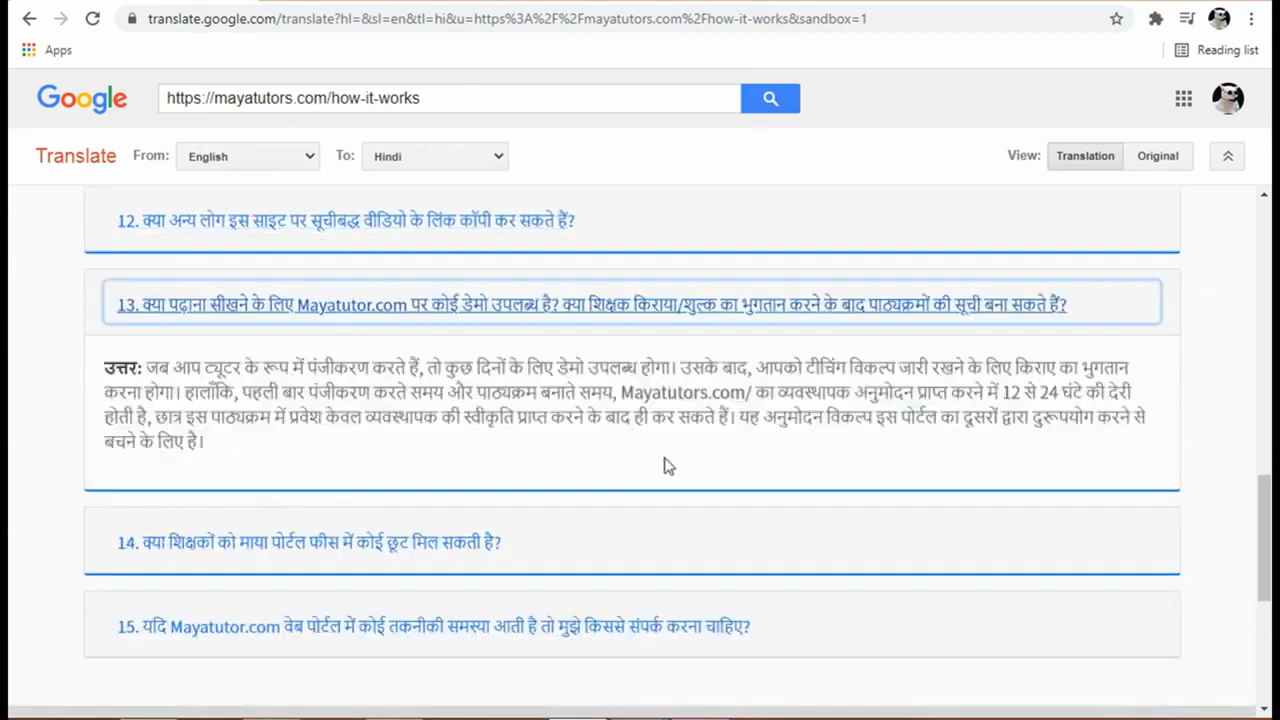 translate.google.com/translate?hl=&sl=en&tl=hi&u=https%3A%2F%2Fmayatutors.com%2Fhow-it-works&sandbox=1
Apps
Reading list
Google
https://mayatutors.com/how-it-works
Translate From: English To: Hindi View: Translation Original
12. क्या अन्य लोग इस साइट पर सूचीबद्ध वीडियो के लिंक कॉपी कर सकते हैं?
13. क्या पढ़ाना सीखने के लिए Mayatutor.com पर कोई डेमो उपलब्ध है? क्या शिक्षक किराया/शुल्क का भुगतान करने के बाद पाठ्यक्रमों की सूची बना सकते हैं?
उत्तर: जब आप ट्यूटर के रूप में पंजीकरण करते हैं, तो कुछ दिनों के लिए डेमो उपलब्ध होगा। उसके बाद, आपको टीचिंग विकल्प जारी रखने के लिए किराए का भुगतान
करना होगा। हालाँकि, पहली बार पंजीकरण करते समय और पाठ्यक्रम बनाते समय, Mayatutors.com/ का व्यवस्थापक अनुमोदन प्राप्त करने में 12 से 24 घंटे की देरी
होती है, छात्र इस पाठ्यक्रम में प्रवेश केवल व्यवस्थापक की स्वीकृति प्राप्त करने के बाद ही कर सकते हैं। यह अनुमोदन विकल्प इस पोर्टल का दूसरों द्वारा दुरूपयोग करने से
बचने के लिए है।
14. क्या शिक्षकों को माया पोर्टल फीस में कोई छूट मिल सकती है?
15. यदि Mayatutor.com वेब पोर्टल में कोई तकनीकी समस्या आती है तो मुझे किससे संपर्क करना चाहिए?